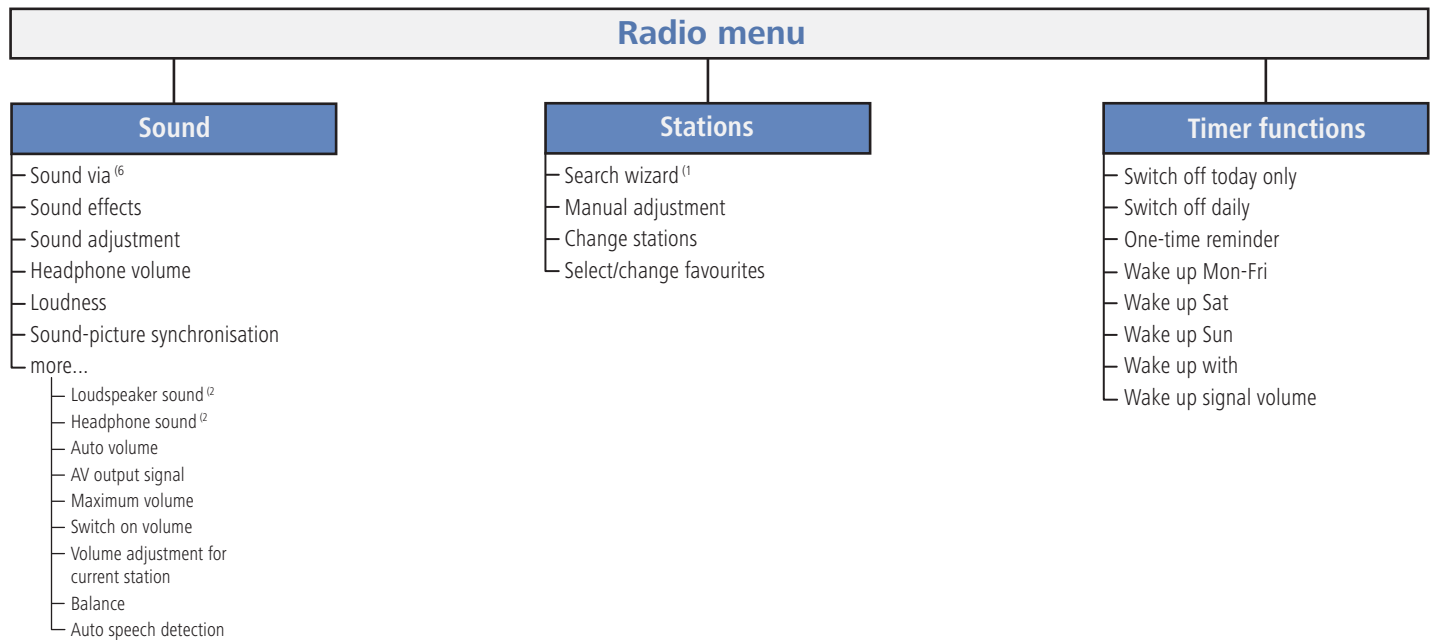 Radio menu
Sound
Sound via (6
Sound effects
Sound adjustment
Headphone volume
Loudness
Sound-picture synchronisation
more...
Loudspeaker sound (2
Headphone sound (2
Auto volume
AV output signal
Maximum volume
Switch on volume
Volume adjustment for
current station
Balance
Auto speech detection
Stations
Search wizard (1
Manual adjustment
Change stations
Select/change favourites
Timer functions
Switch off today only
Switch off daily
One-time reminder
Wake up Mon-Fri
Wake up Sat
Wake up Sun
Wake up with
Wake up signal volume